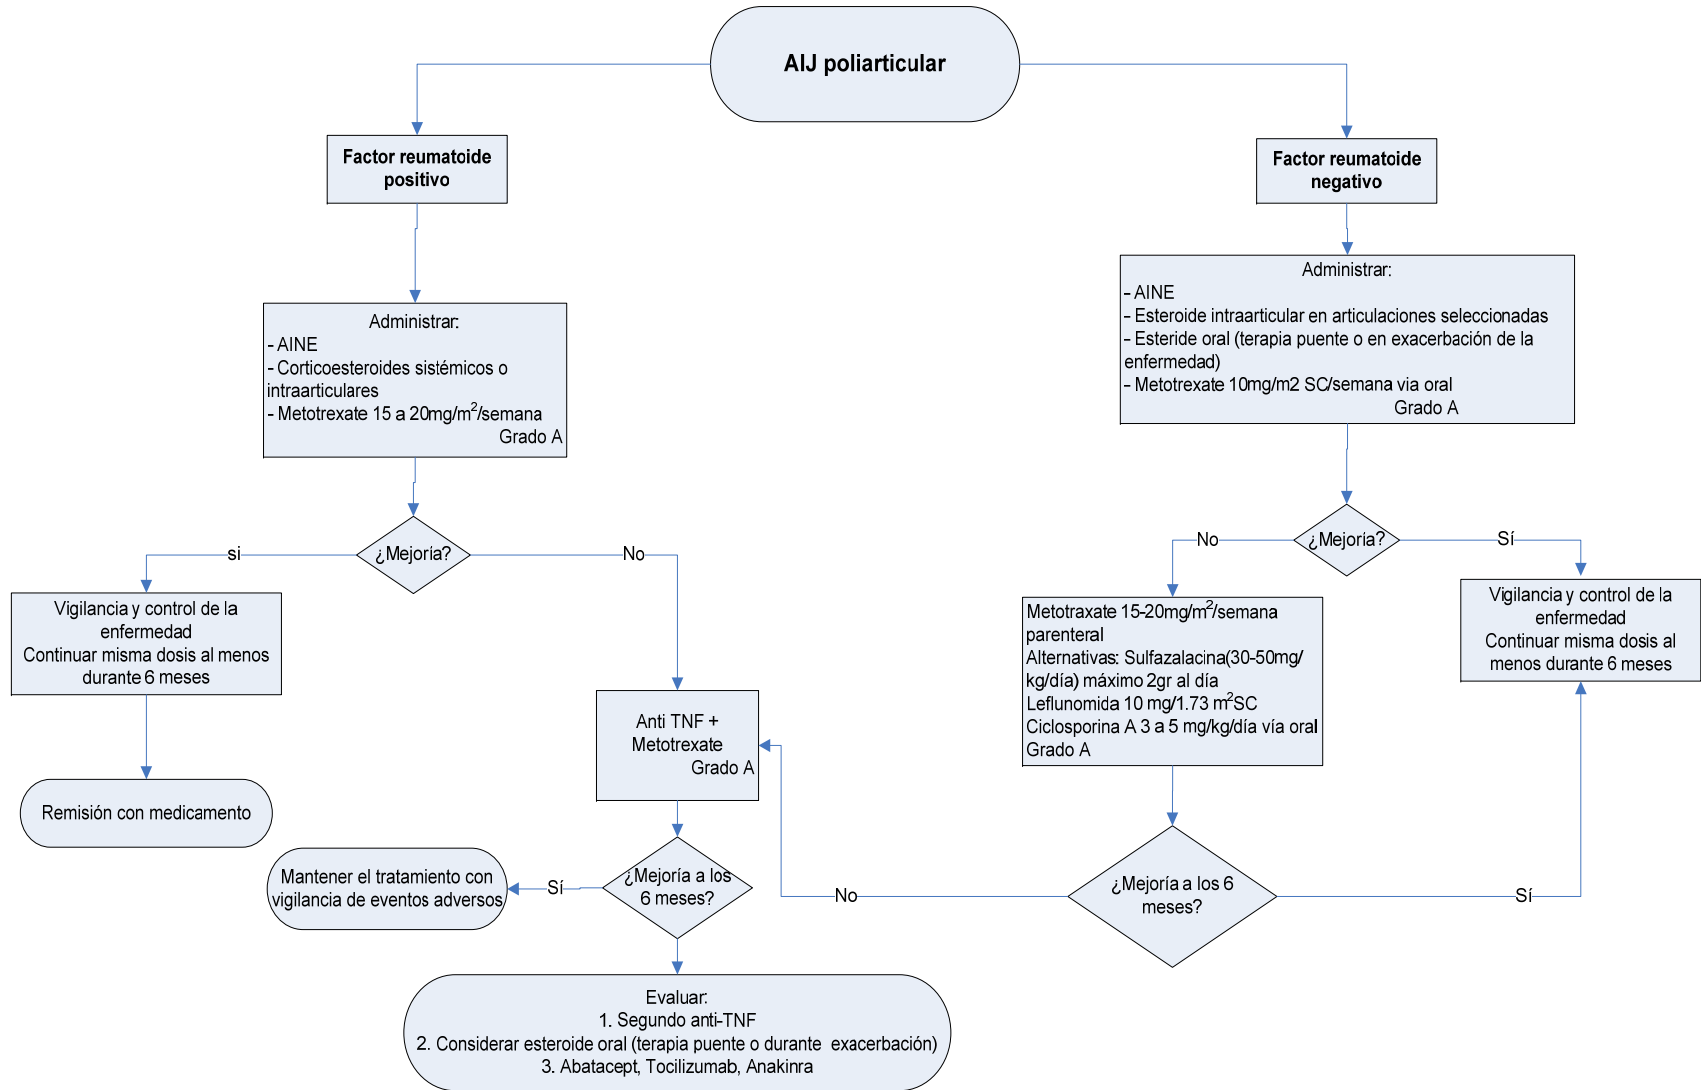 AIJ poliarticular
Factor reumatoide
positivo
Factor reumatoide
negativo
Administrar:
- AINE
- Corticoesteroides sistémicos o
intraarticulares
- Metotrexate 15 a 20mg/m²/semana
Grado A
Administrar:
- AINE
- Esteroide intraarticular en articulaciones seleccionadas
- Esteride oral (terapia puente o en exacerbación de la
enfermedad)
- Metotrexate 10mg/m2 SC/semana via oral
Grado A
¿Mejoría?
si
No
¿Mejoría?
No
Sí
Vigilancia y control de la
enfermedad
Continuar misma dosis al menos
durante 6 meses
Metotraxate 15-20mg/m²/semana
parenteral
Alternativas: Sulfazalacina(30-50mg/
kg/día) máximo 2gr al día
Leflunomida 10 mg/1.73 m²SC
Ciclosporina A 3 a 5 mg/kg/día vía oral
Grado A
Vigilancia y control de la
enfermedad
Continuar misma dosis al
menos durante 6 meses
Anti TNF +
Metotrexate
Grado A
Remisión con medicamento
¿Mejoría a los
6 meses?
Sí
Mantener el tratamiento con
vigilancia de eventos adversos
¿Mejoría a los 6
meses?
No
Sí
Evaluar:
1. Segundo anti-TNF
2. Considerar esteroide oral (terapia puente o durante exacerbación)
3. Abatacept, Tocilizumab, Anakinra